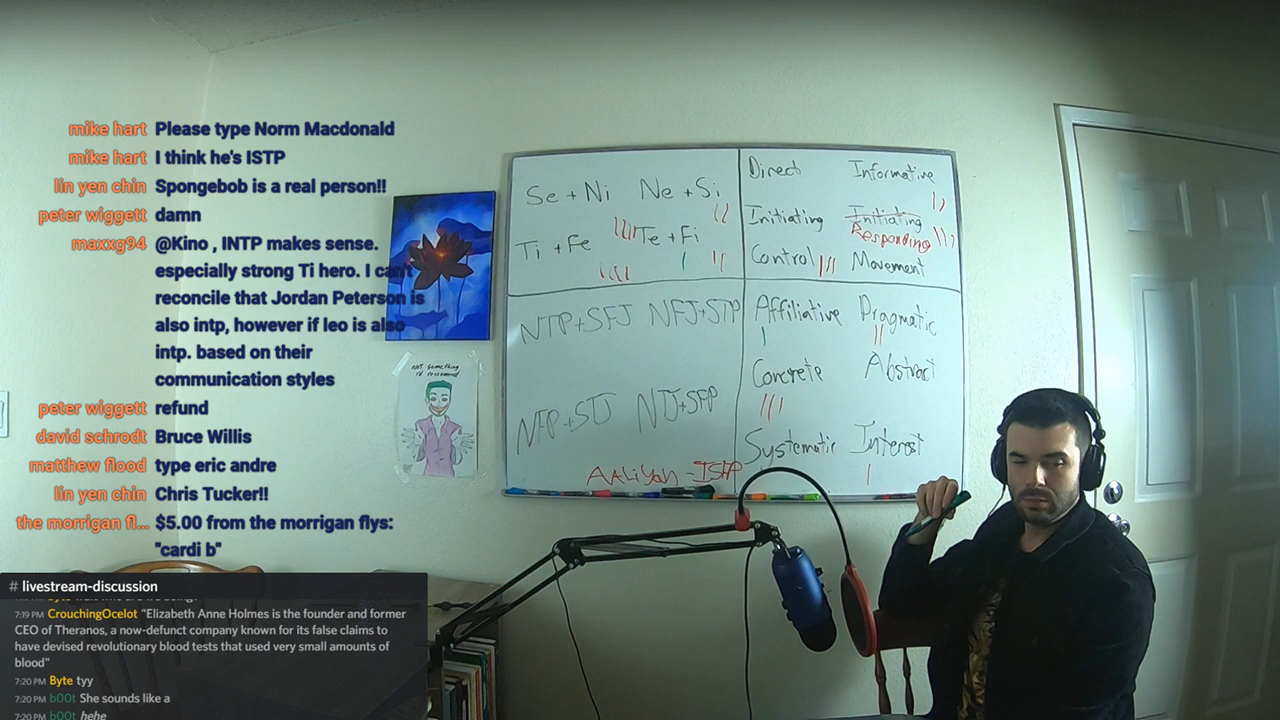 mike hart Please type Norm Macdonald
mike hart I think he's ISTP
lin yen chin Spongebob is a real person!!
peter wiggett damn
maxxg94 @Kino , INTP makes sense.
especially strong Ti hero. I can't
reconcile that Jordan Peterson is
also intp, however if leo is also
intp. based on their
communication styles
peter wiggett refund
david schrodt Bruce Willis
matthew flood type eric andre
lin yen chin Chris Tucker!!
the morrigan fl... $5.00 from the morrigan flys:
"cardi b"
# livestream-discussion
7:19 PM CrouchingOcelot "Elizabeth Anne Holmes is the founder and former
CEO of Theranos, a now-defunct company known for its false claims to
have devised revolutionary blood tests that used very small amounts of
blood"
7:20 PM Byte tyy
7:20 PM b00t She sounds like a
7:20 PM b00t hehe
NOT something
I'd recommend
Se + Ni Ne + Si
Ti + Fe Te + Fi
NTP+SFJ NFJ+STP
NFP+STJ NTJ+SFP
Aaliyah = ISFP
Direct Informative
Initiating Initiating
Responding
Control Movement
Affiliative Pragmatic
Concrete Abstract
Systematic Interest